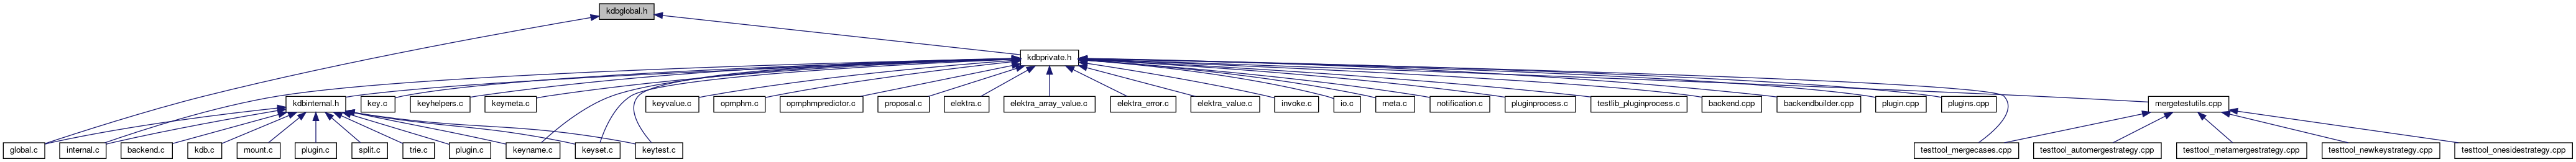 kdbglobal.h
kdbprivate.h
kdbinternal.h
key.c
keyhelpers.c
keymeta.c
keyvalue.c
opmphm.c
opmphmpredictor.c
proposal.c
elektra.c
elektra_array_value.c
elektra_error.c
elektra_value.c
invoke.c
io.c
meta.c
notification.c
pluginprocess.c
testlib_pluginprocess.c
backend.cpp
backendbuilder.cpp
plugin.cpp
plugins.cpp
mergetestutils.cpp
global.c
internal.c
backend.c
kdb.c
mount.c
plugin.c
split.c
trie.c
plugin.c
keyname.c
keyset.c
keytest.c
testtool_mergecases.cpp
testtool_automergestrategy.cpp
testtool_metamergestrategy.cpp
testtool_newkeystrategy.cpp
testtool_onesidestrategy.cpp